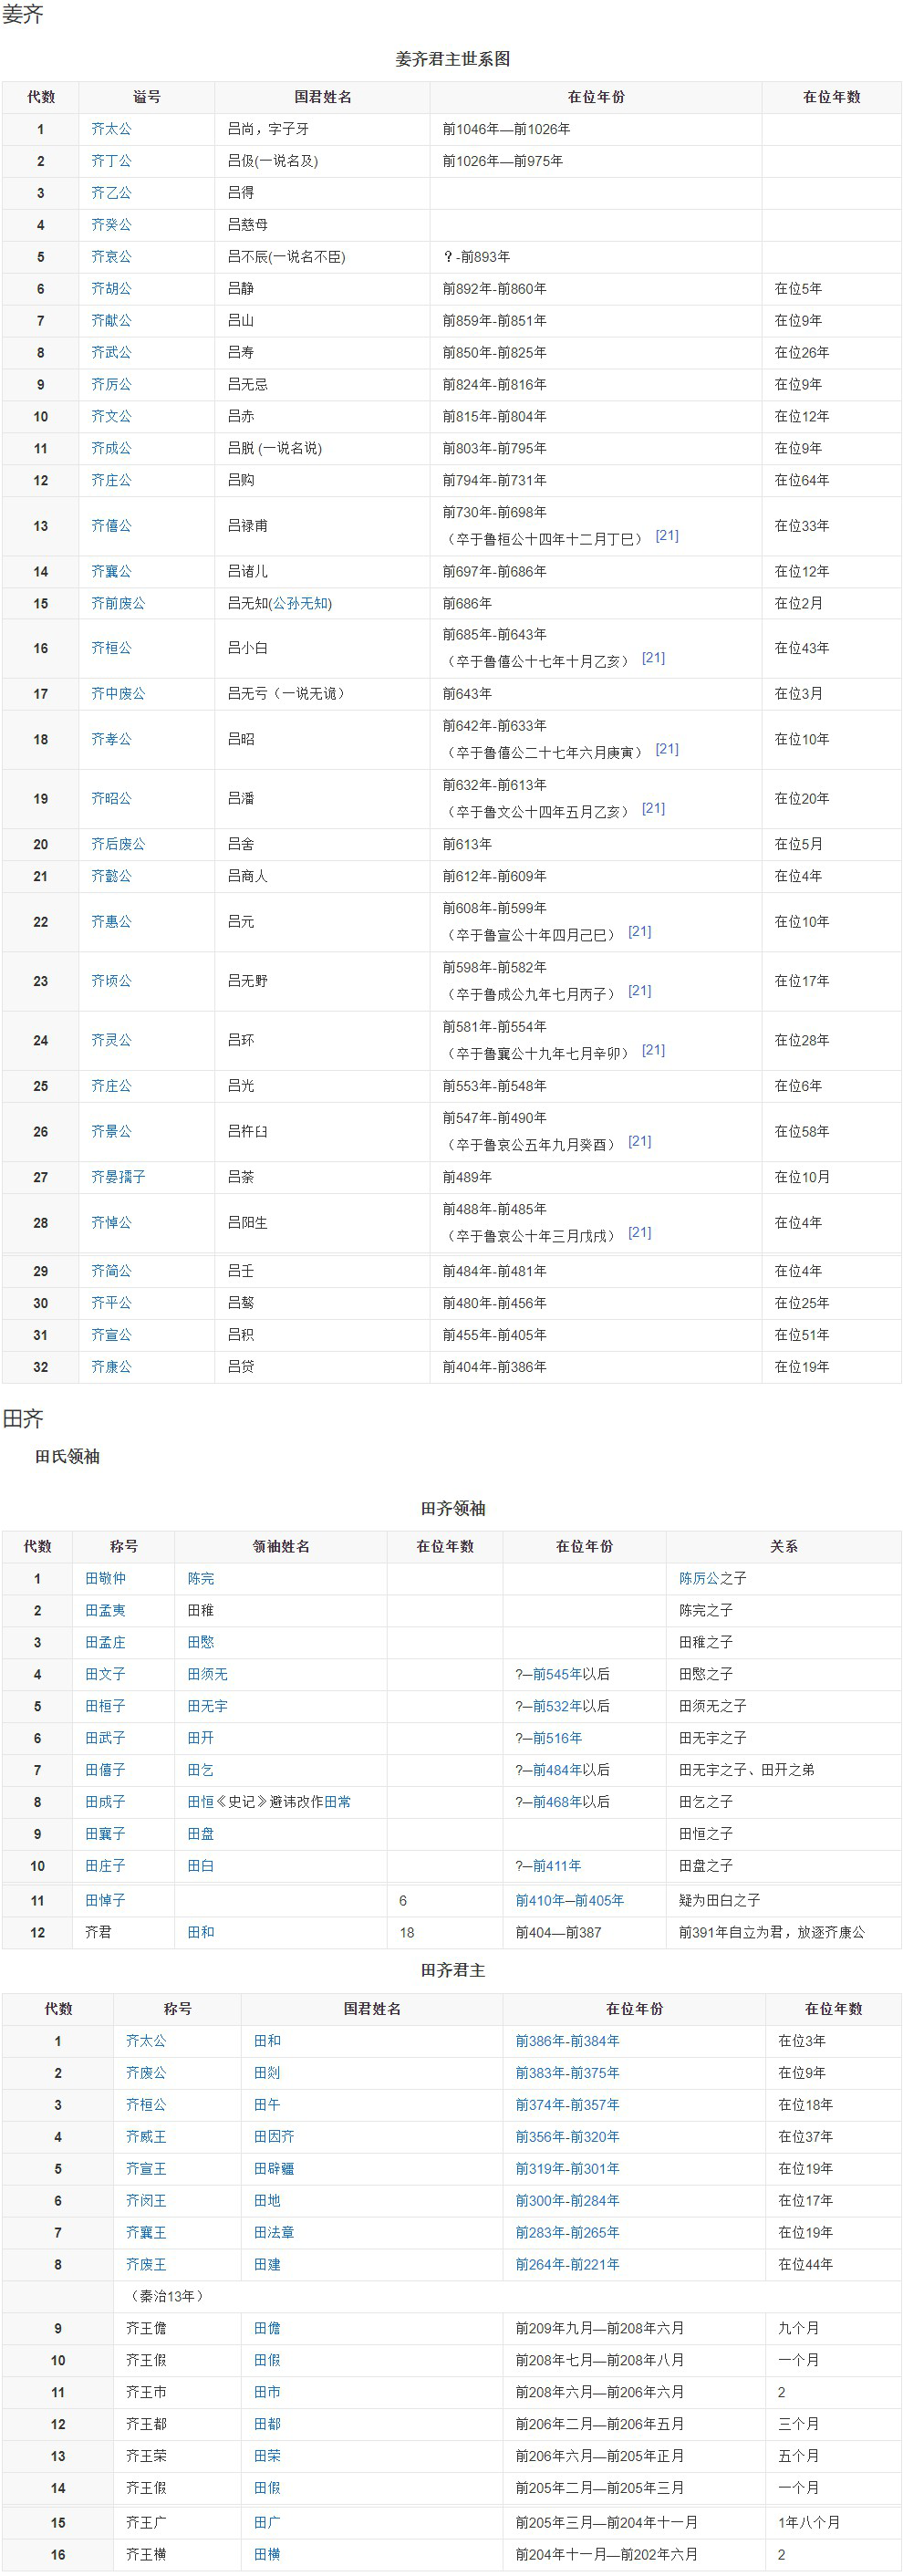 姜齐
姜齐君主世系图
代数 谥号 国君姓名 在位年份 在位年数
1 齐太公 吕尚，字子牙 前1046年—前1026年
2 齐丁公 吕伋(一说名及) 前1026年—前975年
3 齐乙公 吕得
4 齐癸公 吕慈母
5 齐哀公 吕不辰(一说名不臣) ？-前893年
6 齐胡公 吕静 前892年-前860年 在位5年
7 齐献公 吕山 前859年-前851年 在位9年
8 齐武公 吕寿 前850年-前825年 在位26年
9 齐厉公 吕无忌 前824年-前816年 在位9年
10 齐文公 吕赤 前815年-前804年 在位12年
11 齐成公 吕脱 (一说名说) 前803年-前795年 在位9年
12 齐庄公 吕购 前794年-前731年 在位64年
13 齐僖公 吕禄甫 前730年-前698年 在位33年
（卒于鲁桓公十四年十二月丁巳） [21]
14 齐襄公 吕诸儿 前697年-前686年 在位12年
15 齐前废公 吕无知(公孙无知) 前686年 在位2月
16 齐桓公 吕小白 前685年-前643年 在位43年
（卒于鲁僖公十七年十月乙亥） [21]
17 齐中废公 吕无亏（一说无诡） 前643年 在位3月
18 齐孝公 吕昭 前642年-前633年 在位10年
（卒于鲁僖公二十七年六月庚寅） [21]
19 齐昭公 吕潘 前632年-前613年 在位20年
（卒于鲁文公十四年五月乙亥） [21]
20 齐后废公 吕舍 前613年 在位5月
21 齐懿公 吕商人 前612年-前609年 在位4年
22 齐惠公 吕元 前608年-前599年 在位10年
（卒于鲁宣公十年四月己巳） [21]
23 齐顷公 吕无野 前598年-前582年 在位17年
（卒于鲁成公九年七月丙子） [21]
24 齐灵公 吕环 前581年-前554年 在位28年
（卒于鲁襄公十九年七月辛卯） [21]
25 齐庄公 吕光 前553年-前548年 在位6年
26 齐景公 吕杵臼 前547年-前490年 在位58年
（卒于鲁哀公五年九月癸酉） [21]
27 齐晏孺子 吕荼 前489年 在位10月
28 齐悼公 吕阳生 前488年-前485年 在位4年
（卒于鲁哀公十年三月戊戌） [21]
29 齐简公 吕壬 前484年-前481年 在位4年
30 齐平公 吕骜 前480年-前456年 在位25年
31 齐宣公 吕积 前455年-前405年 在位51年
32 齐康公 吕贷 前404年-前386年 在位19年
田齐
田氏领袖
田齐领袖
代数 称号 领袖姓名 在位年数 在位年份 关系
1 田敬仲 陈完 陈厉公之子
2 田孟夷 田稚 陈完之子
3 田孟庄 田愍 田稚之子
4 田文子 田须无 ?—前545年以后 田愍之子
5 田桓子 田无宇 ?—前532年以后 田须无之子
6 田武子 田开 ?—前516年 田无宇之子
7 田僖子 田乞 ?—前484年以后 田无宇之子、田开之弟
8 田成子 田恒《史记》避讳改作田常 ?—前468年以后 田乞之子
9 田襄子 田盘 田恒之子
10 田庄子 田白 ?—前411年 田盘之子
11 田悼子 6 前410年—前405年 疑为田白之子
12 齐君 田和 18 前404—前387 前391年自立为君，放逐齐康公
田齐君主
代数 称号 国君姓名 在位年份 在位年数
1 齐太公 田和 前386年-前384年 在位3年
2 齐废公 田剡 前383年-前375年 在位9年
3 齐桓公 田午 前374年-前357年 在位18年
4 齐威王 田因齐 前356年-前320年 在位37年
5 齐宣王 田辟疆 前319年-前301年 在位19年
6 齐闵王 田地 前300年-前284年 在位17年
7 齐襄王 田法章 前283年-前265年 在位19年
8 齐废王 田建 前264年-前221年 在位44年
（秦治13年）
9 齐王儋 田儋 前209年九月—前208年六月 九个月
10 齐王假 田假 前208年七月—前208年八月 一个月
11 齐王市 田市 前208年六月—前206年六月 2
12 齐王都 田都 前206年二月—前206年五月 三个月
13 齐王荣 田荣 前206年六月—前205年正月 五个月
14 齐王假 田假 前205年二月—前205年三月 一个月
15 齐王广 田广 前205年三月—前204年十一月 1年八个月
16 齐王横 田横 前204年十一月—前202年六月 2